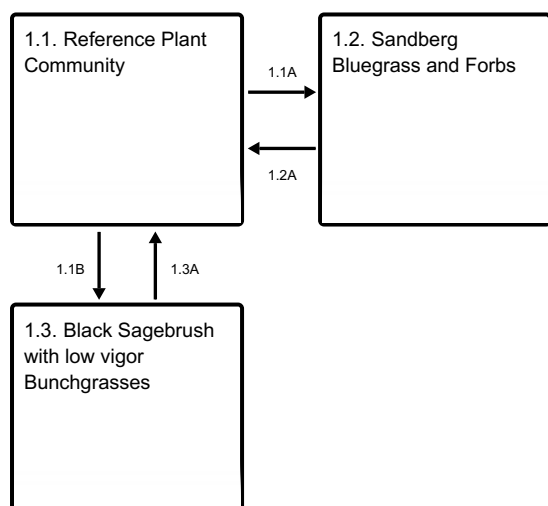 1.1. Reference Plant
Community
1.2. Sandberg
Bluegrass and Forbs
1.1A
1.2A
1.1B
1.3A
1.3. Black Sagebrush
with low vigor
Bunchgrasses